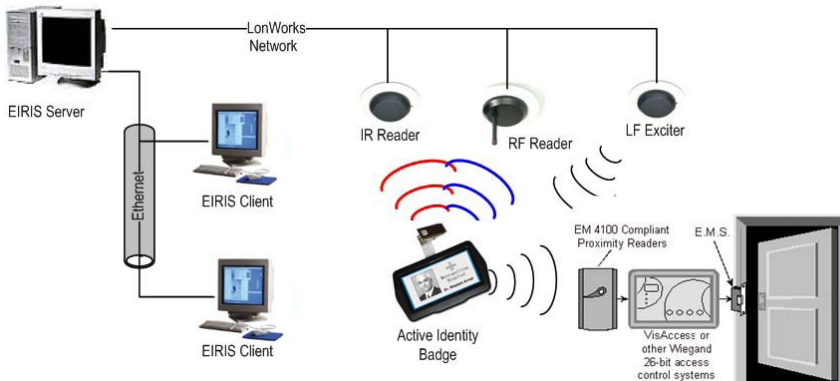 LonWorks
Network
EIRIS Server
IR Reader
RF Reader
LF Exciter
Ethernet
EIRIS Client
EIRIS Client
EM 4100 Compliant
Proximity Readers
E.M.S.
Active Identity
Badge
VisAccess or
other Wiegand
26-bit access
control systems